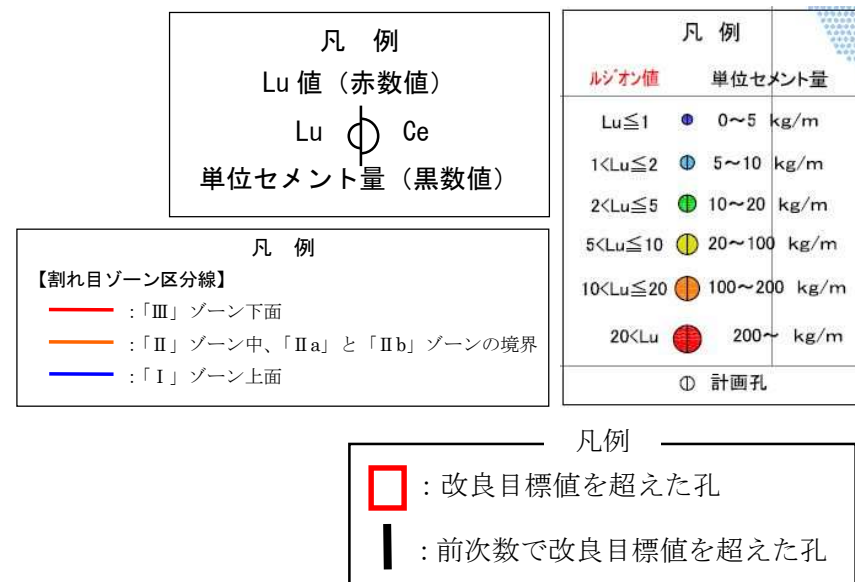 凡 例
Lu 値（赤数値）
Lu Ce
単位セメント量（黒数値）
凡 例
ルジオン値 単位セメント量
Lu≦1 0～5 kg/m
1<Lu≦2 5～10 kg/m
2<Lu≦5 10～20 kg/m
5<Lu≦10 20～100 kg/m
10<Lu≦20 100～200 kg/m
20<Lu 200～ kg/m
計画孔
凡 例
【割れ目ゾーン区分線】
：「Ⅲ」ゾーン下面
：「Ⅱ」ゾーン中、「Ⅱa」と「Ⅱb」ゾーンの境界
：「Ⅰ」ゾーン上面
凡例
：改良目標値を超えた孔
：前次数で改良目標値を超えた孔